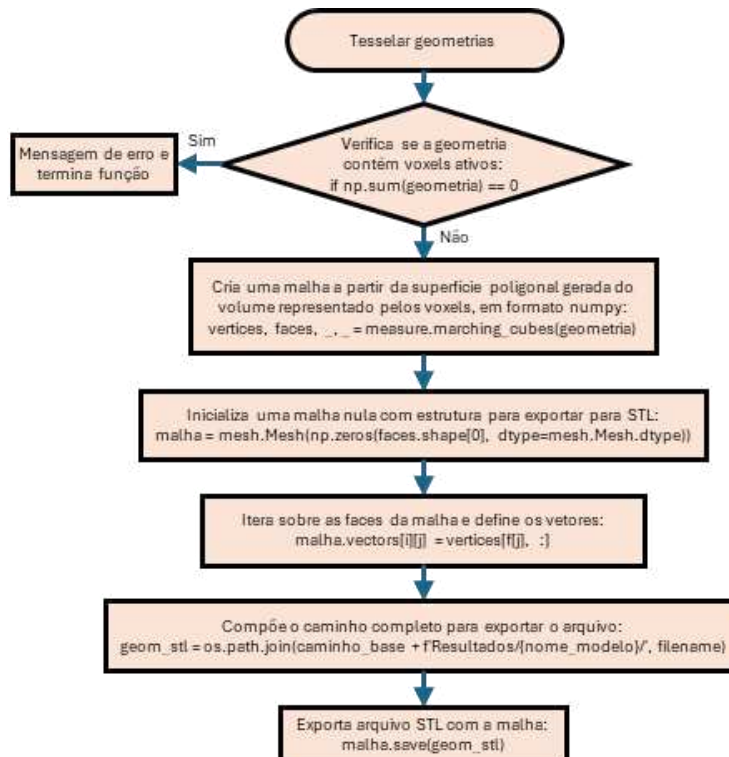 Tesselar geometrias
Verifica se a geometria
contém voxels ativos:
if np.sum(geometria) == 0
Sim
Mensagem de erro e
termina função
Não
Cria uma malha a partir da superfície poligonal gerada do
volume representado pelos voxels, em formato numpy:
vertices, faces, _, _ = measure.marching_cubes(geometria)
Inicializa uma malha nula com estrutura para exportar para STL:
malha = mesh.Mesh(np.zeros(faces.shape[0], dtype=mesh.Mesh.dtype))
Itera sobre as faces da malha e define os vetores:
malha.vectors[i][j] = vertices[f[j], :]
Compõe o caminho completo para exportar o arquivo:
geom_stl = os.path.join(caminho_base + f'Resultados/{nome_modelo}/', filename)
Exporta arquivo STL com a malha:
malha.save(geom_stl)